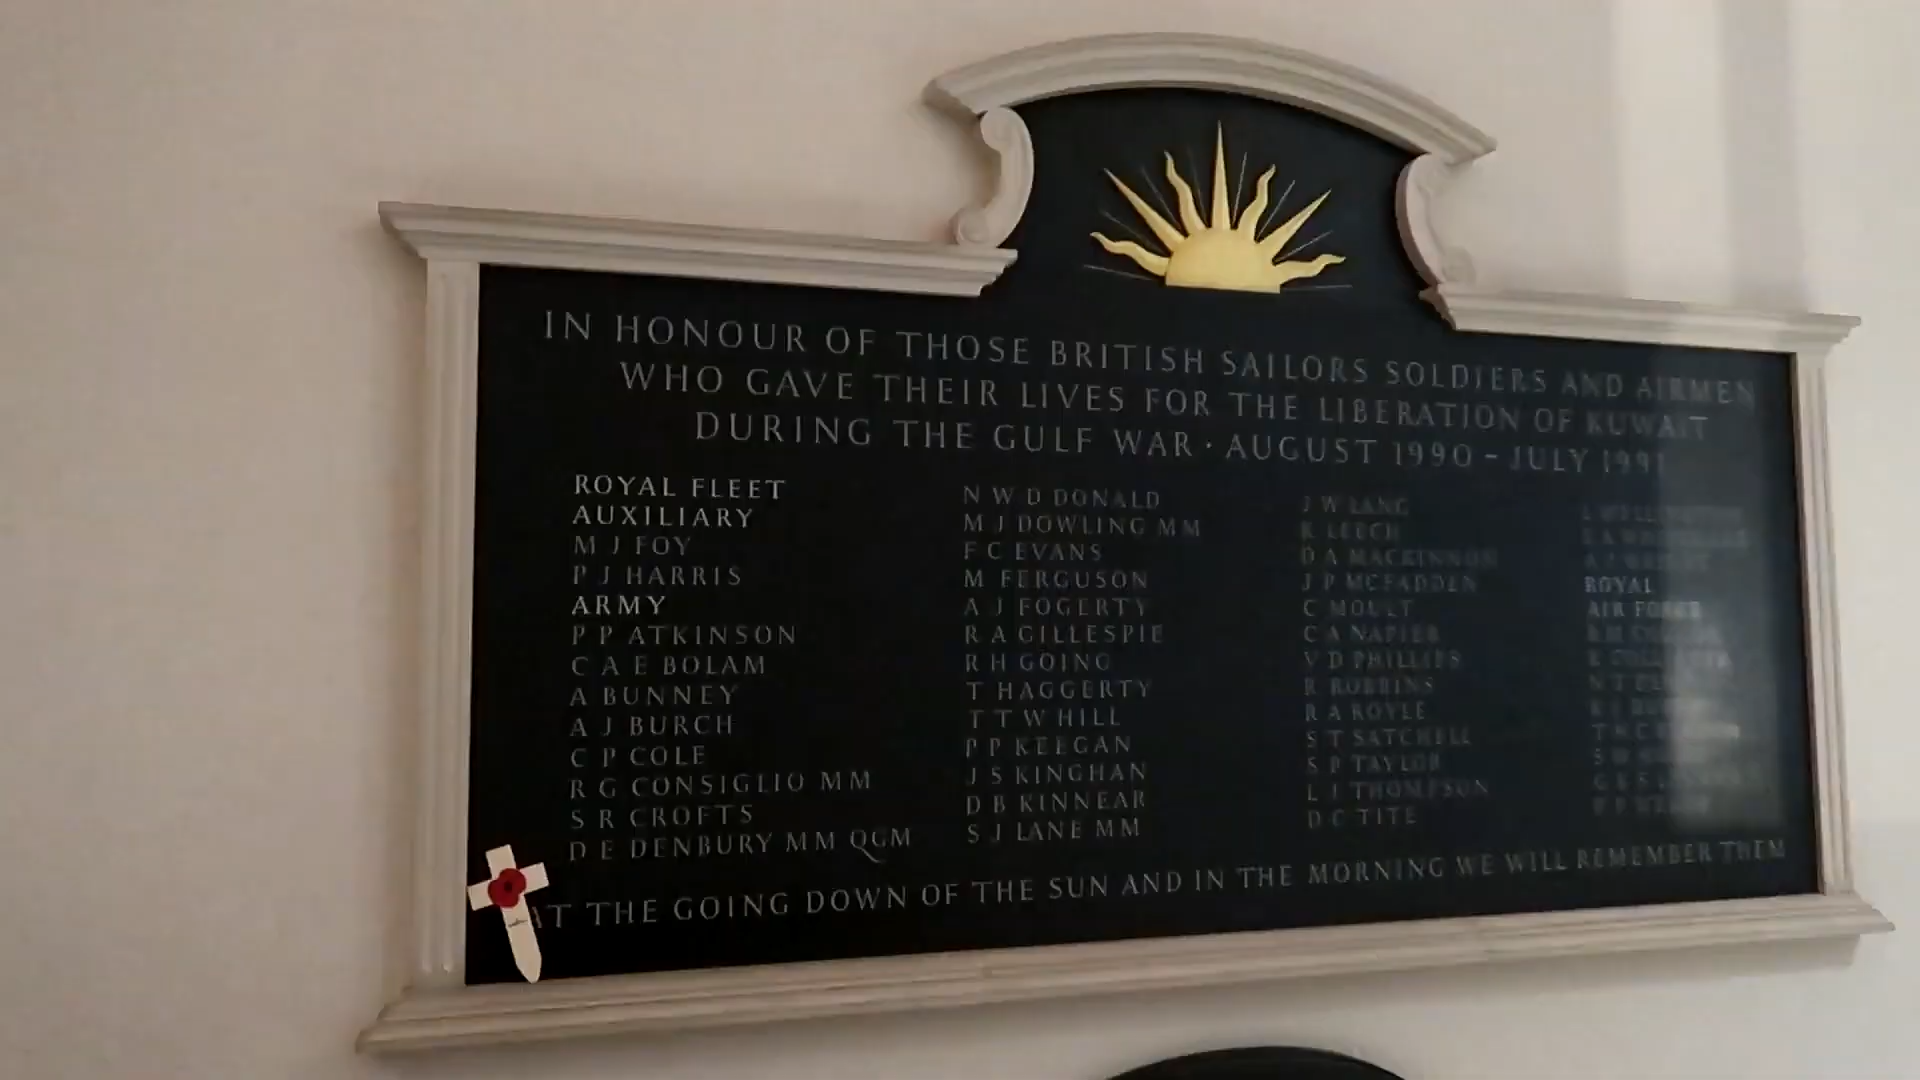 IN HONOUR OF THOSE BRITISH SAILORS SOLDIERS AND AIRMEN
WHO GAVE THEIR LIVES FOR THE LIBERATION OF KUWAIT
DURING THE GULF WAR · AUGUST 1990 – JULY 1991
ROYAL FLEET
AUXILIARY
M J FOY
P J HARRIS
ARMY
P P ATKINSON
C A E BOLAM
A BUNNEY
A J BURCH
C P COLE
R G CONSIGLIO MM
S R CROFTS
D E DENBURY MM QGM
N W D DONALD
M J DOWLING MM
F C EVANS
M FERGUSON
A J FOGERTY
R A GILLESPIE
R H GOING
T HAGGERTY
T T W HILL
P P KEEGAN
J S KINGHAN
D B KINNEAR
S J LANE MM
J W LANG
K LEECH
D A MACKINNON
J P MCFADDEN
C MOULT
C A NAPIER
V D PHILLIPS
R ROBBINS
R A ROYLE
S T SATCHELL
S P TAYLOR
L J THOMPSON
D C TITE
ROYAL
AIR FORCE
AT THE GOING DOWN OF THE SUN AND IN THE MORNING WE WILL REMEMBER THEM